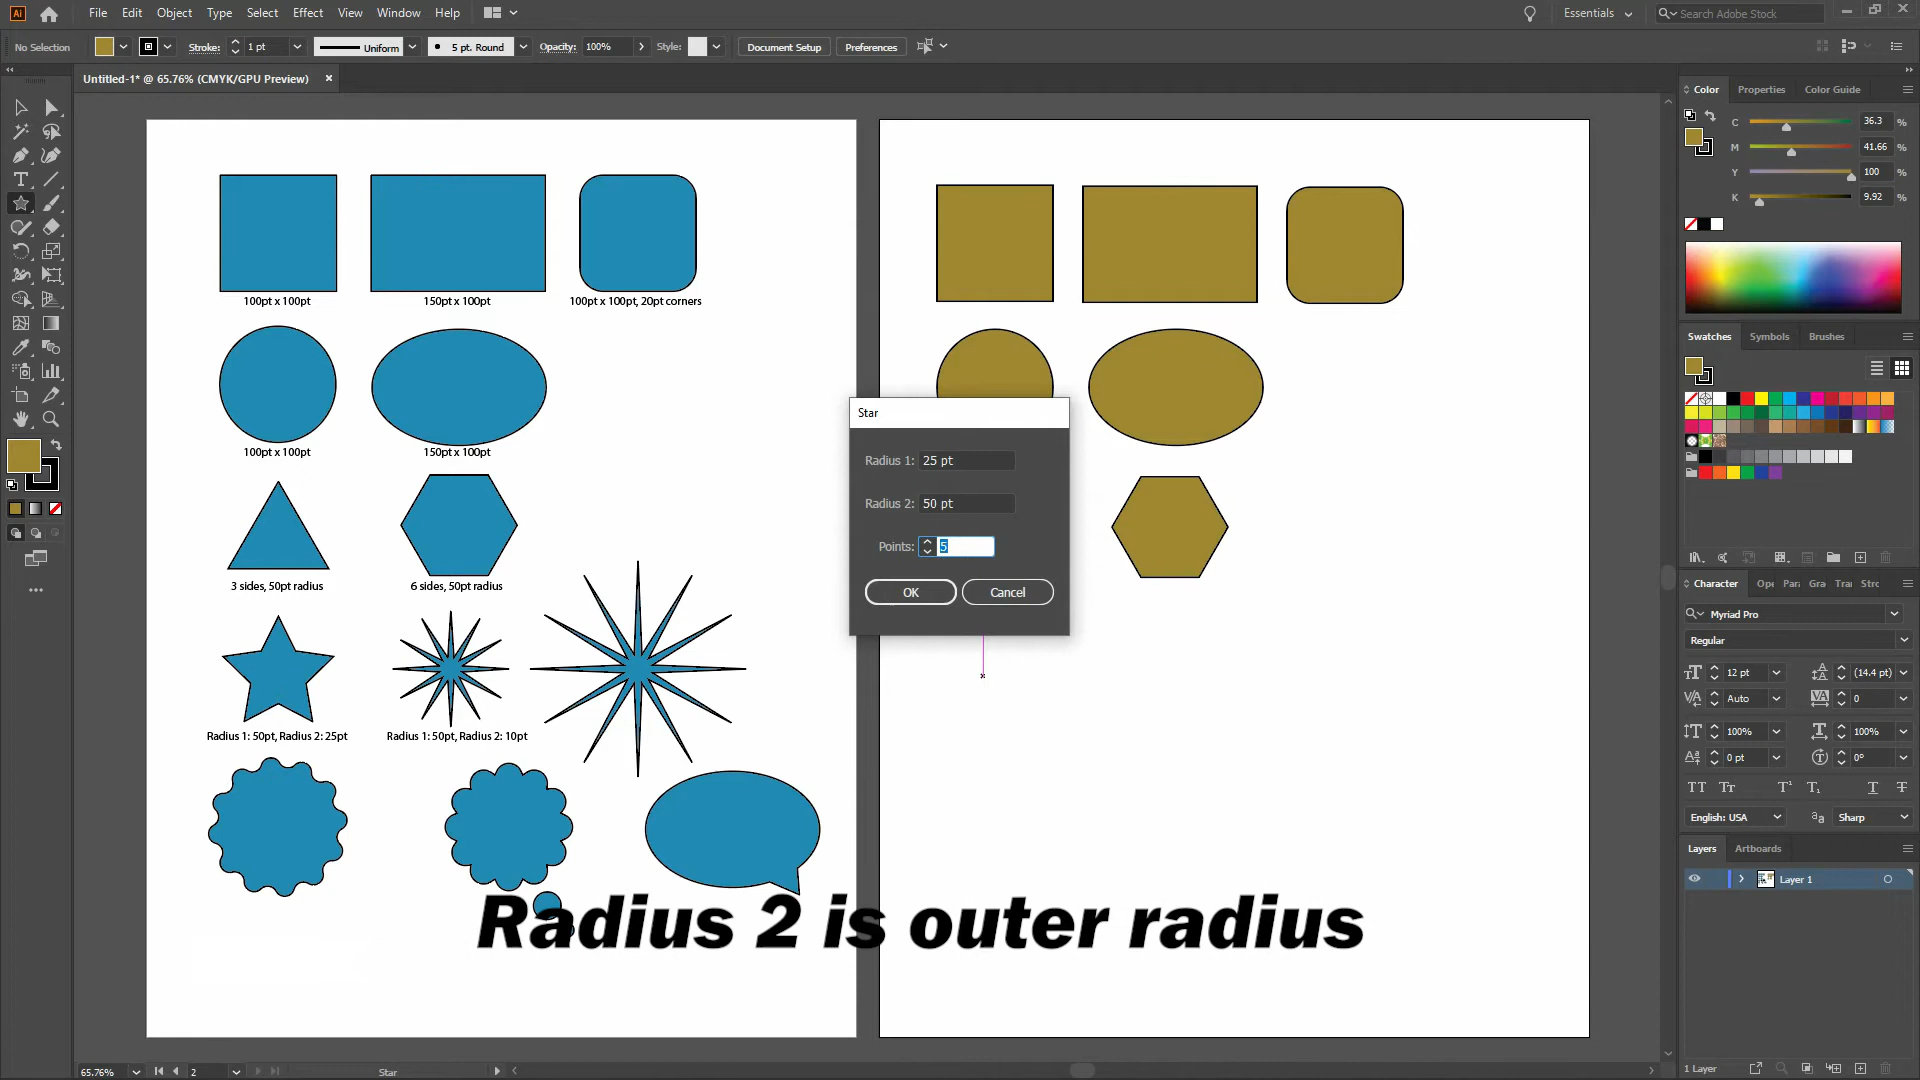 Ai File Edit Object Type Select Effect View Window Help Essentials Search Adobe Stock
No Selection Stroke: 1 pt Uniform 5 pt. Round Opacity: 100% Style: Document Setup Preferences
Untitled-1* @ 65.76% (CMYK/GPU Preview)
Color Properties Color Guide
C 36.3 %
M 41.66 %
Y 100 %
K 9.92 %
100pt x 100pt 150pt x 100pt 100pt x 100pt, 20pt corners
Swatches Symbols Brushes
100pt x 100pt 150pt x 100pt
Star
Radius 1: 25 pt
Radius 2: 50 pt
Points: 5
OK Cancel
3 sides, 50pt radius 6 sides, 50pt radius
Radius 1: 50pt, Radius 2: 25pt Radius 1: 50pt, Radius 2: 10pt
Character Ope Para Gra Tra Stro
Myriad Pro
Regular
12 pt (14.4 pt)
Auto 0
100% 100%
0 pt 0°
English: USA Sharp
Layers Artboards
Layer 1
Radius 2 is outer radius
65.76% 2 Star
1 Layer